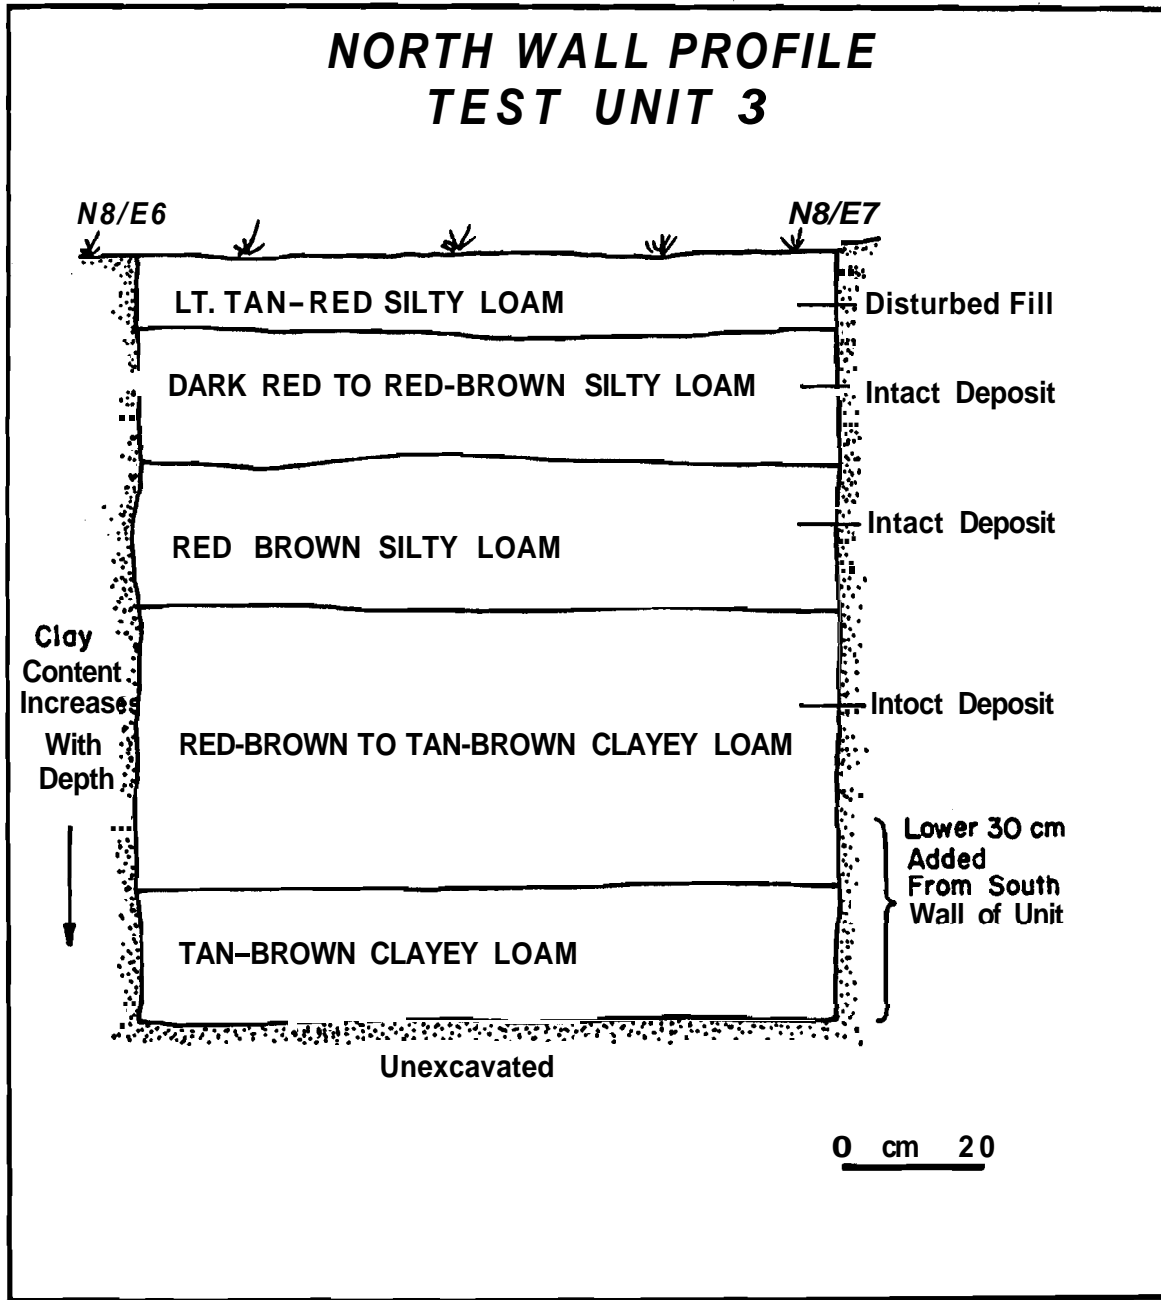 NORTH WALL PROFILE
TEST UNIT 3
N8/E6
N8/E7
LT. TAN-RED SILTY LOAM
Disturbed Fill
DARK RED TO RED-BROWN SILTY LOAM
Intact Deposit
RED BROWN SILTY LOAM
Intact Deposit
Clay
Content
Increases
With
Depth
RED-BROWN TO TAN-BROWN CLAYEY LOAM
Intoct Deposit
Lower 30 cm
Added
From South
Wall of Unit
TAN-BROWN CLAYEY LOAM
Unexcavated
0 cm 20